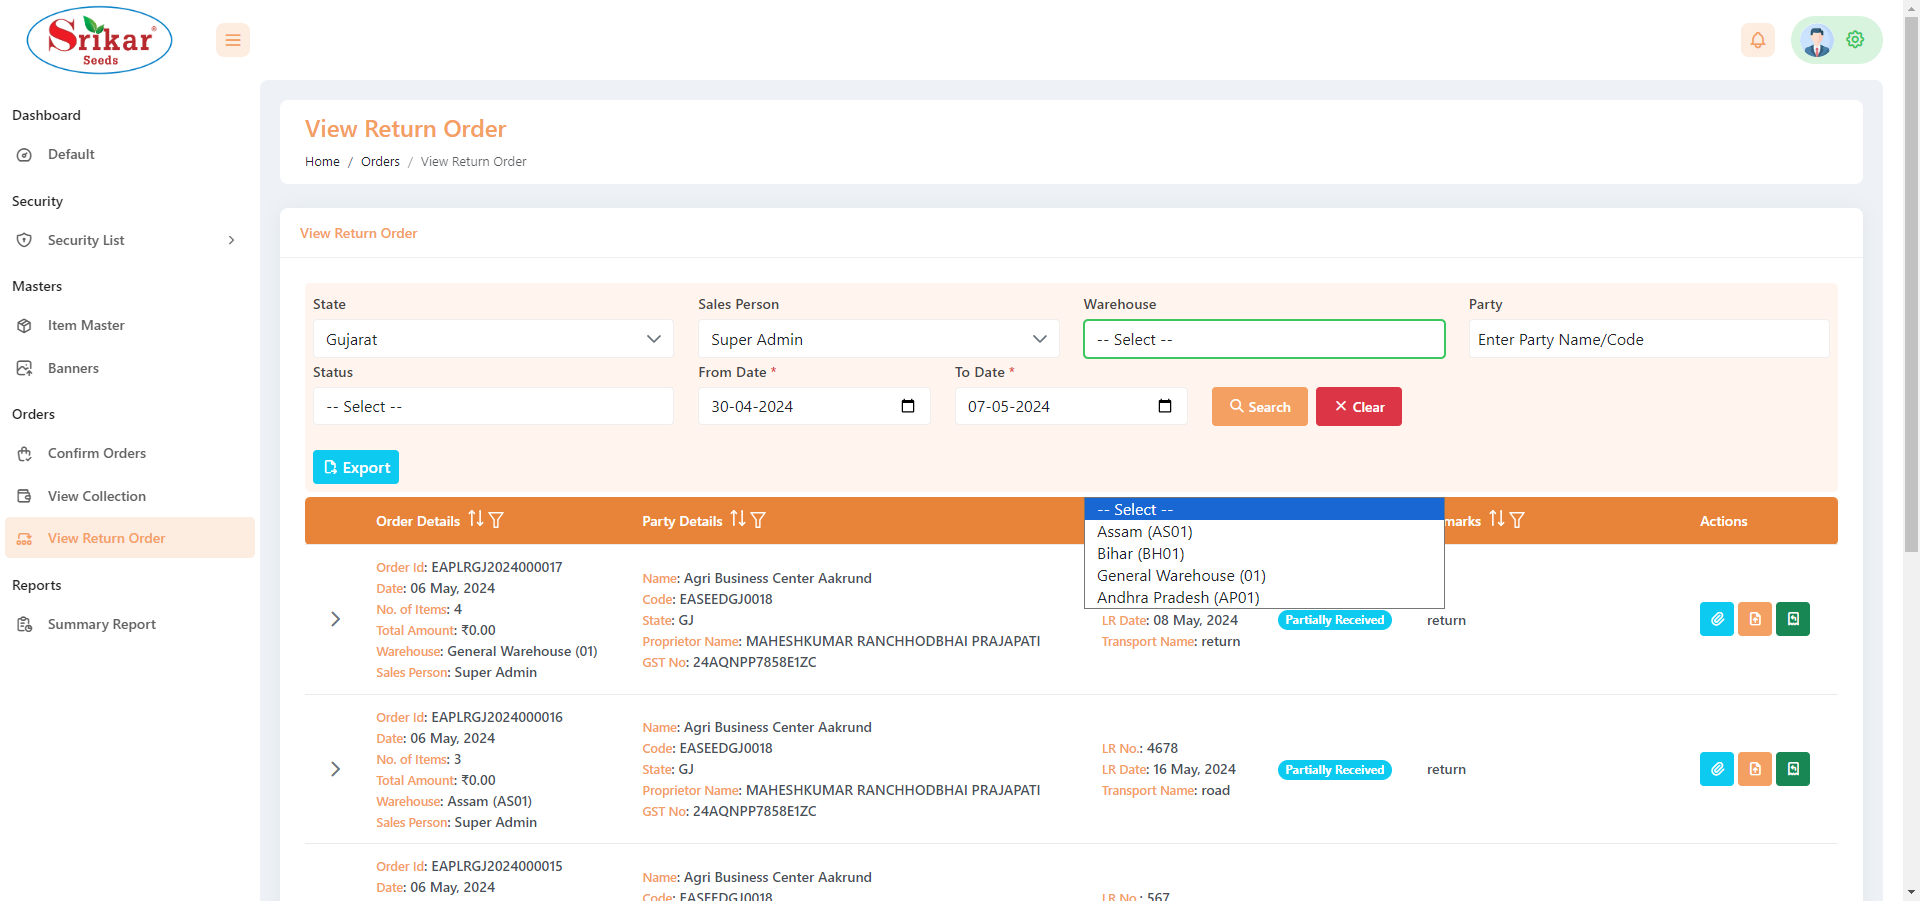 Srikar®
Seeds
Dashboard
Default
Security
Security List
Masters
Item Master
Banners
Orders
Confirm Orders
View Collection
View Return Order
Reports
Summary Report
View Return Order
Home / Orders / View Return Order
View Return Order
State
Sales Person
Warehouse
Party
Gujarat
Super Admin
-- Select --
Enter Party Name/Code
Status
From Date *
To Date *
-- Select --
30-04-2024
07-05-2024
Search
Clear
Export
-- Select --
Assam (AS01)
Bihar (BH01)
General Warehouse (01)
Andhra Pradesh (AP01)
Order Details
Party Details
marks
Actions
Order Id: EAPLRGJ2024000017
Date: 06 May, 2024
No. of Items: 4
Total Amount: ₹0.00
Warehouse: General Warehouse (01)
Sales Person: Super Admin
Name: Agri Business Center Aakrund
Code: EASEEDGJ0018
State: GJ
Proprietor Name: MAHESHKUMAR RANCHHODBHAI PRAJAPATI
GST No: 24AQNPP7858E1ZC
LR Date: 08 May, 2024
Transport Name: return
Partially Received
return
Order Id: EAPLRGJ2024000016
Date: 06 May, 2024
No. of Items: 3
Total Amount: ₹0.00
Warehouse: Assam (AS01)
Sales Person: Super Admin
Name: Agri Business Center Aakrund
Code: EASEEDGJ0018
State: GJ
Proprietor Name: MAHESHKUMAR RANCHHODBHAI PRAJAPATI
GST No: 24AQNPP7858E1ZC
LR No.: 4678
LR Date: 16 May, 2024
Transport Name: road
Partially Received
return
Order Id: EAPLRGJ2024000015
Date: 06 May, 2024
Name: Agri Business Center Aakrund
Code: EASEEDGJ0018
LR No.: 567